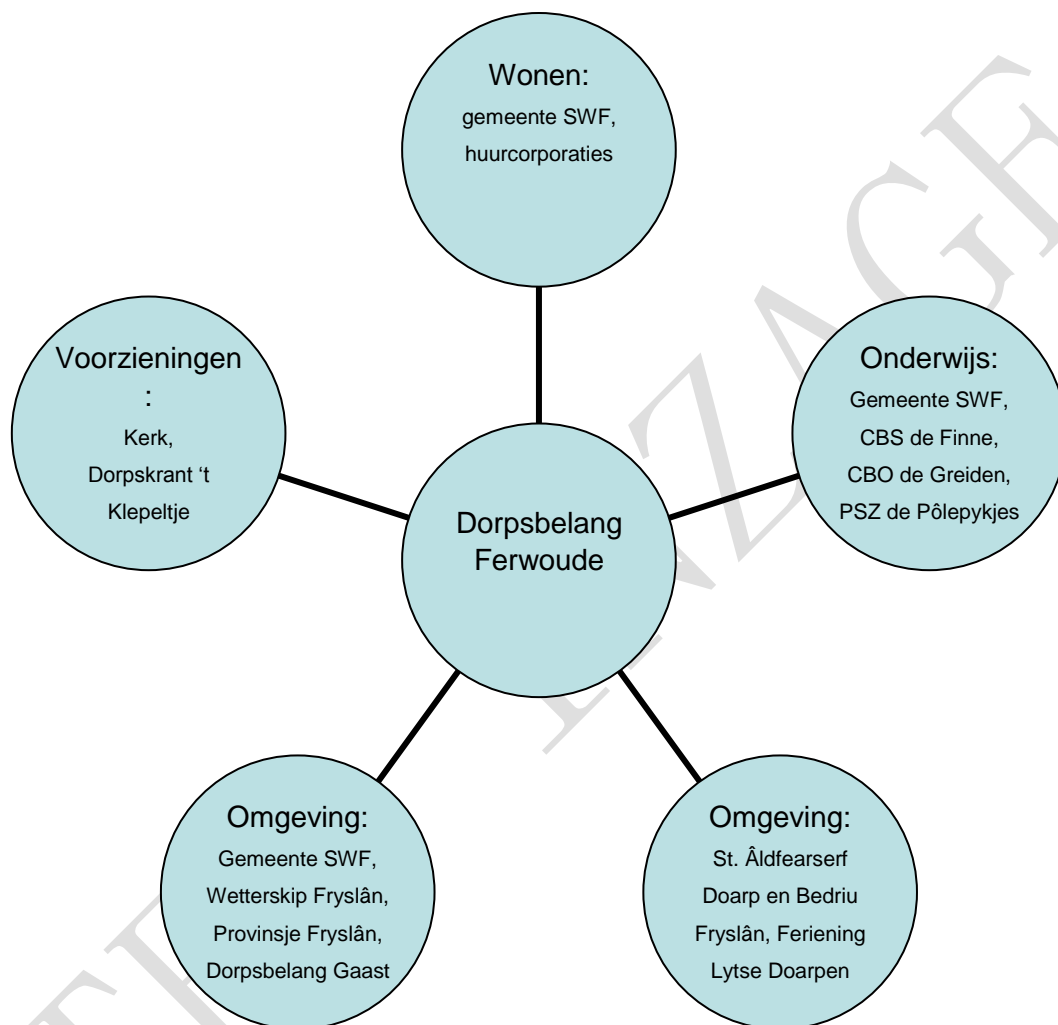 Wonen:
gemeente SWF,
huurcorporaties
Voorzieningen
:
Kerk,
Dorpskrant ‘t
Klepeltje
Onderwijs:
Gemeente SWF,
CBS de Finne,
CBO de Greiden,
PSZ de Pôlepykjes
Dorpsbelang
Ferwoude
Omgeving:
Gemeente SWF,
Wetterskip Fryslân,
Provinsje Fryslân,
Dorpsbelang Gaast
Omgeving:
St. Âldfearserf
Doarp en Bedriu
Fryslân, Feriening
Lytse Doarpen